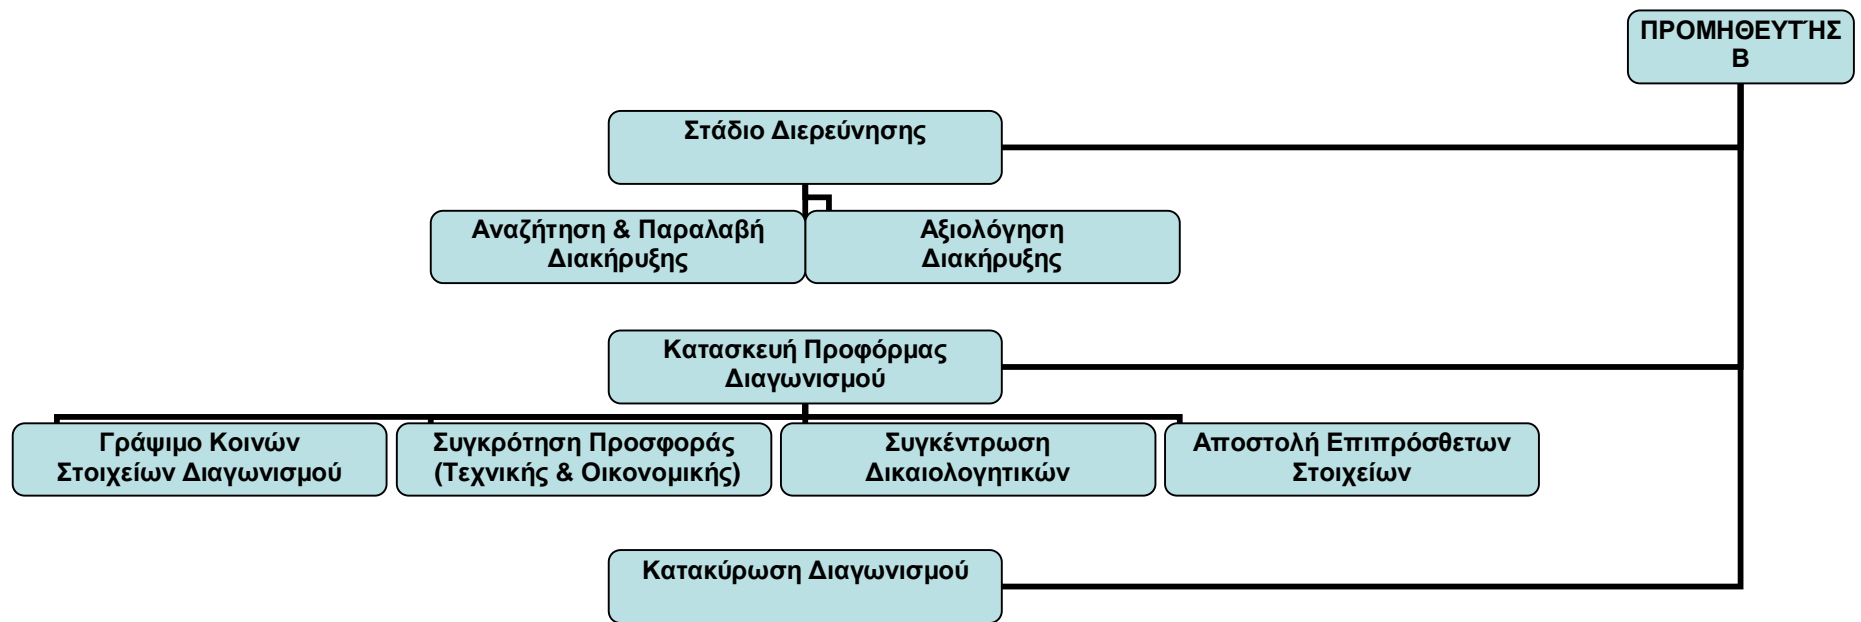 ΠΡΟΜΗΘΕΥΤΉΣ
Β
Στάδιο Διερεύνησης
Αναζήτηση & Παραλαβή
Διακήρυξης
Αξιολόγηση
Διακήρυξης
Κατασκευή Προφόρμας
Διαγωνισμού
Γράψιμο Κοινών
Στοιχείων Διαγωνισμού
Συγκρότηση Προσφοράς
(Τεχνικής & Οικονομικής)
Συγκέντρωση
Δικαιολογητικών
Αποστολή Επιπρόσθετων
Στοιχείων
Κατακύρωση Διαγωνισμού